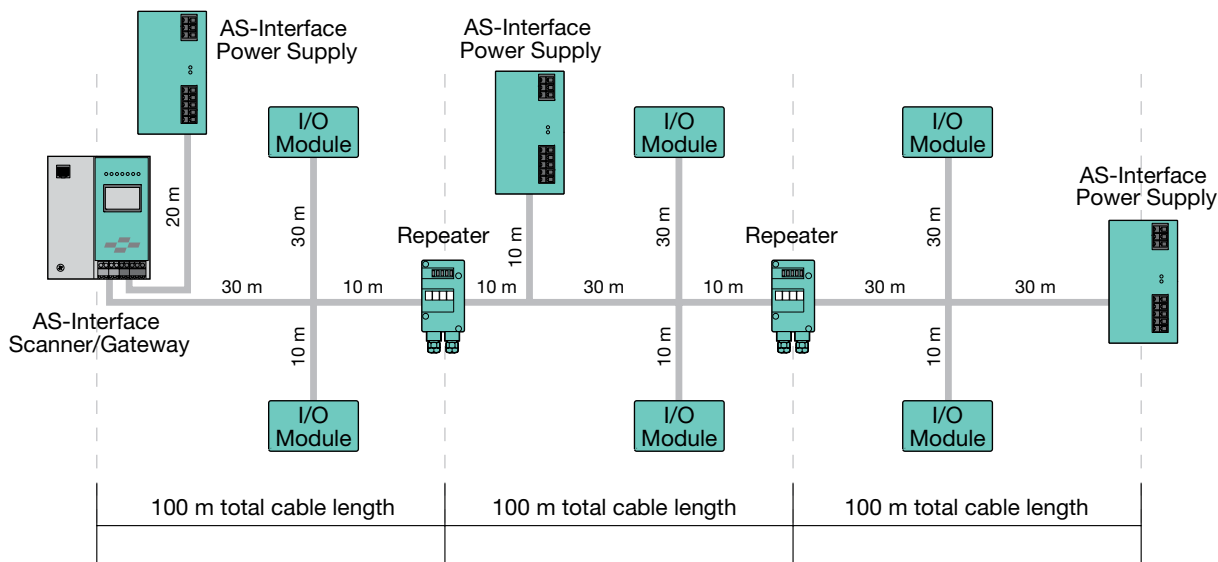 AS-Interface
Power Supply
AS-Interface
Power Supply
I/O
Module
I/O
Module
I/O
Module
AS-Interface
Power Supply
20 m
30 m
10 m
30 m
30 m
Repeater
Repeater
30 m
10 m
10 m
30 m
10 m
30 m
30 m
AS-Interface
Scanner/Gateway
10 m
10 m
10 m
I/O
Module
I/O
Module
I/O
Module
100 m total cable length
100 m total cable length
100 m total cable length